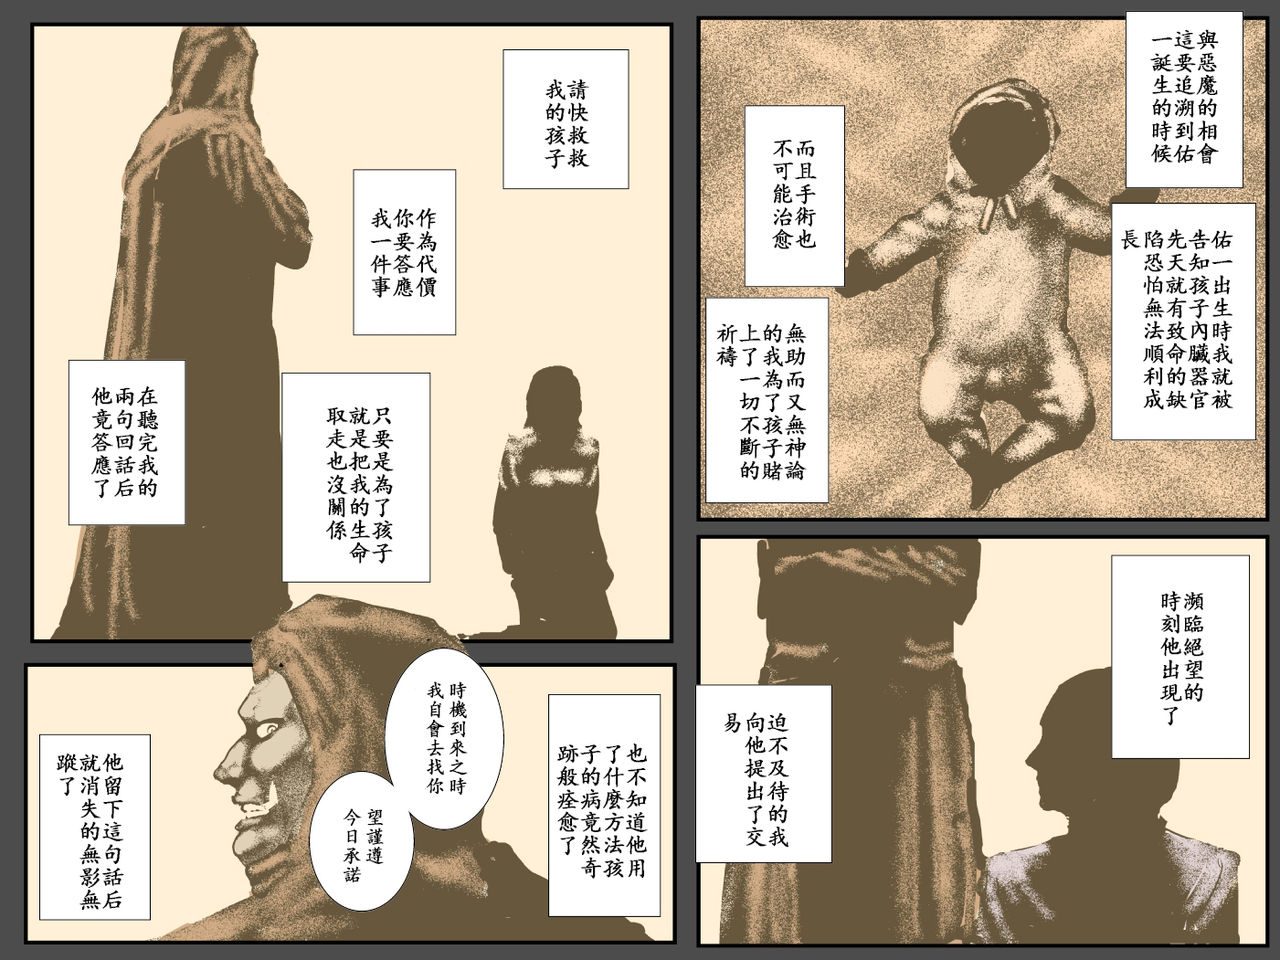 與惡魔的相會
這要追溯到佑
一誕生的時候
佑一出生時我就被
告知孩子內臟器官
先天就有致命的缺
陷恐怕無法順利成
長
而且手術也
不可能治愈
無助而又無神論
的我為了孩子賭
上了一切不斷的
祈禱
瀕臨絕望的
時刻他出現了
迫不及待的我
向他提出了交
易
請快救救
我的孩子
作為代價
你要答應
我一件事
只要是為了孩子
就是把我的生命
取走也沒關係
在聽完我的
兩句回話后
他竟答應了
也不知道他用
了什麼方法孩
子的病竟然奇
跡般痊愈了
時機到來之時
我自會去找你
望謹遵
今日承諾
他留下這句話后
就消失的無影無
蹤了